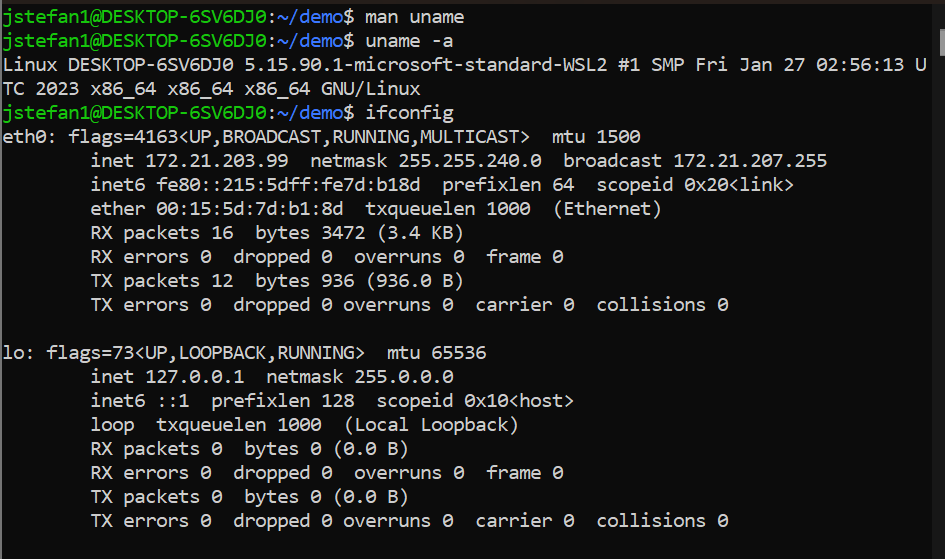 jstefan1@DESKTOP-6SV6DJ0:~/demo$ man uname
jstefan1@DESKTOP-6SV6DJ0:~/demo$ uname -a
Linux DESKTOP-6SV6DJ0 5.15.90.1-microsoft-standard-WSL2 #1 SMP Fri Jan 27 02:56:13 U
TC 2023 x86_64 x86_64 x86_64 GNU/Linux
jstefan1@DESKTOP-6SV6DJ0:~/demo$ ifconfig
eth0: flags=4163<UP,BROADCAST,RUNNING,MULTICAST>  mtu 1500
        inet 172.21.203.99  netmask 255.255.240.0  broadcast 172.21.207.255
        inet6 fe80::215:5dff:fe7d:b18d  prefixlen 64  scopeid 0x20<link>
        ether 00:15:5d:7d:b1:8d  txqueuelen 1000  (Ethernet)
        RX packets 16  bytes 3472 (3.4 KB)
        RX errors 0  dropped 0  overruns 0  frame 0
        TX packets 12  bytes 936 (936.0 B)
        TX errors 0  dropped 0 overruns 0  carrier 0  collisions 0

lo: flags=73<UP,LOOPBACK,RUNNING>  mtu 65536
        inet 127.0.0.1  netmask 255.0.0.0
        inet6 ::1  prefixlen 128  scopeid 0x10<host>
        loop  txqueuelen 1000  (Local Loopback)
        RX packets 0  bytes 0 (0.0 B)
        RX errors 0  dropped 0  overruns 0  frame 0
        TX packets 0  bytes 0 (0.0 B)
        TX errors 0  dropped 0 overruns 0  carrier 0  collisions 0